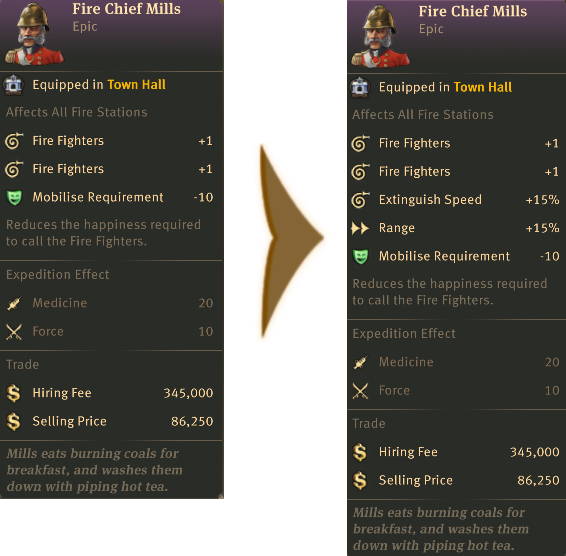 Fire Chief Mills
Epic
Equipped in Town Hall
Affects All Fire Stations
Fire Fighters +1
Fire Fighters +1
Mobilise Requirement -10
Reduces the happiness required
to call the Fire Fighters.
Expedition Effect
Medicine 20
Force 10
Trade
Hiring Fee 345,000
Selling Price 86,250
Mills eats burning coals for
breakfast, and washes them
down with piping hot tea.
Fire Chief Mills
Epic
Equipped in Town Hall
Affects All Fire Stations
Fire Fighters +1
Fire Fighters +1
Extinguish Speed +15%
Range +15%
Mobilise Requirement -10
Reduces the happiness required
to call the Fire Fighters.
Expedition Effect
Medicine 20
Force 10
Trade
Hiring Fee 345,000
Selling Price 86,250
Mills eats burning coals for
breakfast, and washes them
down with piping hot tea.